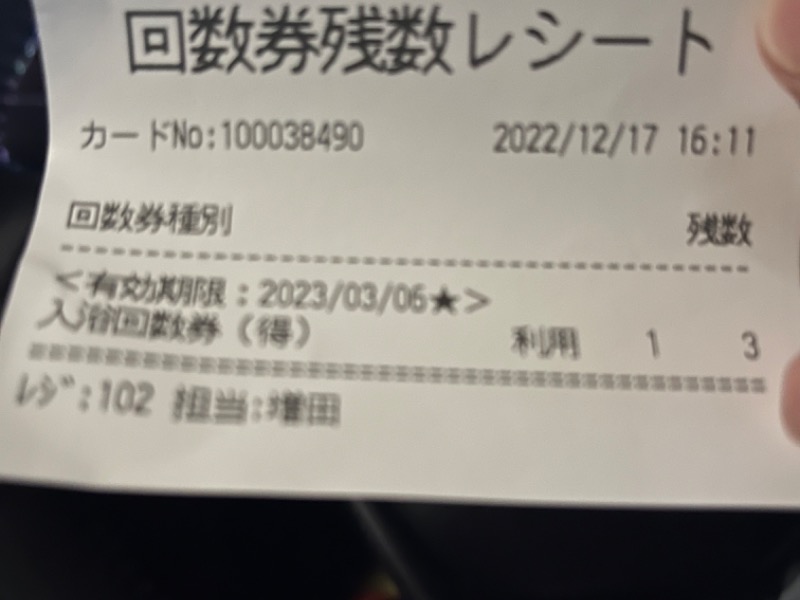 回数券残数レシート
カードNo:100038490 2022/12/17 16:11
回数券種別 残数
<有効期限:2023/03/06★>
入浴回数券(得) 利用 1 3
レジ:102 担当:増田